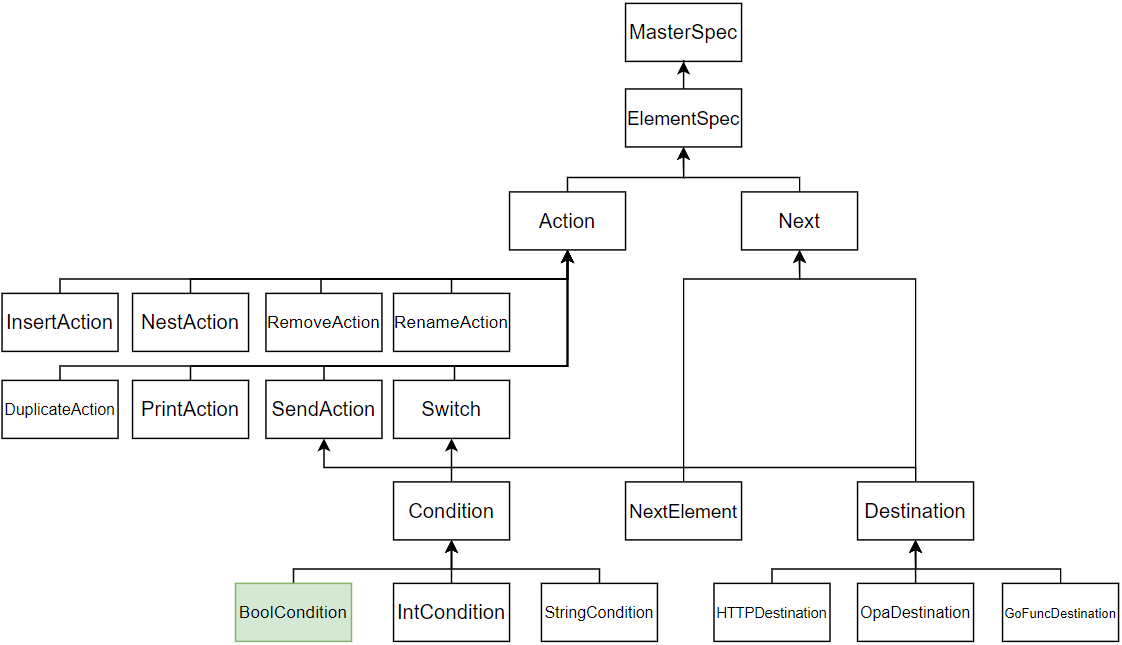 MasterSpec
ElementSpec
Action
Next
InsertAction
NestAction
RemoveAction
RenameAction
DuplicateAction
PrintAction
SendAction
Switch
Condition
NextElement
Destination
BoolCondition
IntCondition
StringCondition
HTTPDestination
OpaDestination
GoFuncDestination